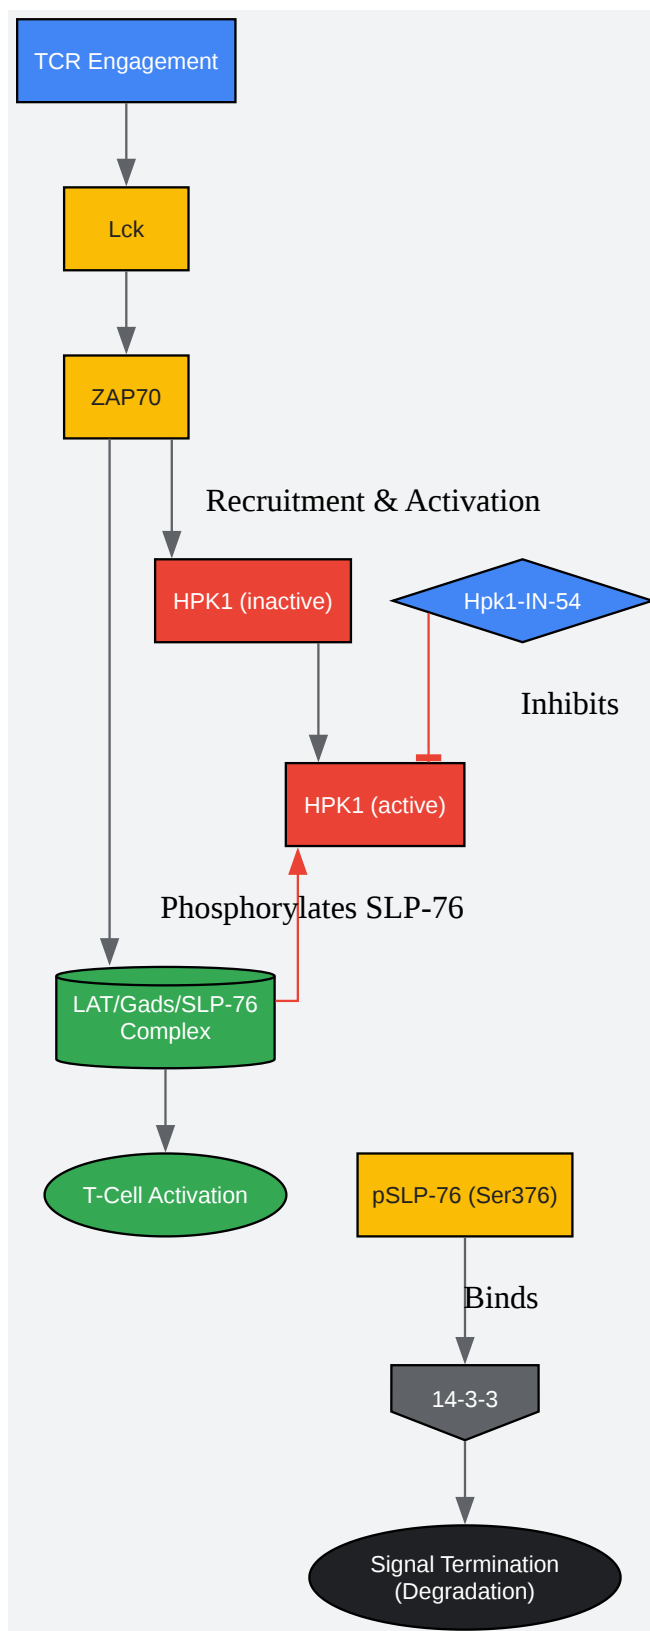 TCR Engagement
Lck
ZAP70
Recruitment & Activation
HPK1 (inactive)
Hpk1-IN-54
Inhibits
HPK1 (active)
Phosphorylates SLP-76
LAT/Gads/SLP-76
Complex
T-Cell Activation
pSLP-76 (Ser376)
Binds
14-3-3
Signal Termination
(Degradation)